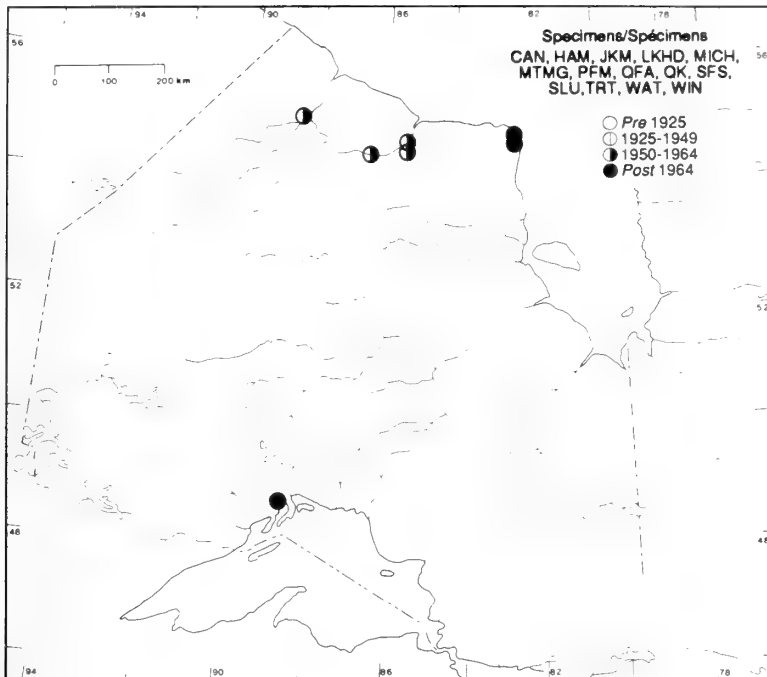 94
90
86
82
78
56
56
Specimens/Spécimens
CAN, HAM, JKM, LKHD, MICH,
MTMG, PFM, QFA, QK, SFS,
SLU,TRT, WAT, WIN
0 100 200 km
Pre 1925
1925-1949
1950-1964
Post 1964
52
52
48
48
94
90
86
82
78